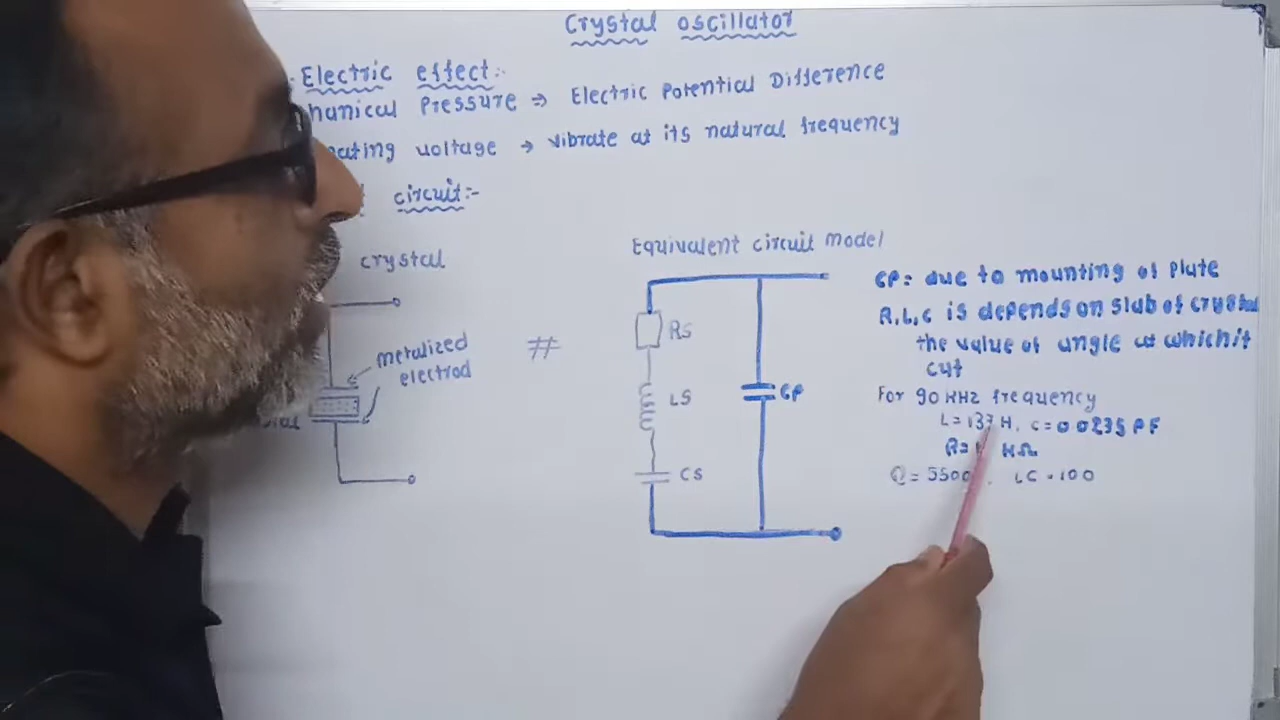 Crystal oscillator
Electric effect:-
hanical Pressure ⇒ Electric Potential Difference
ating voltage → vibrate at its natural frequency
circuit:-
crystal
metalized
electrod
#
Equivalent circuit model
RS
LS
CS
CP
CP= due to mounting of Plate
R,L,C is depends on slab of crystal
the value of angle at which it
cut
For 90 KHZ frequency
L=137 H, C=0.0235 PF
R= KΩ
Q=5500, LC=100